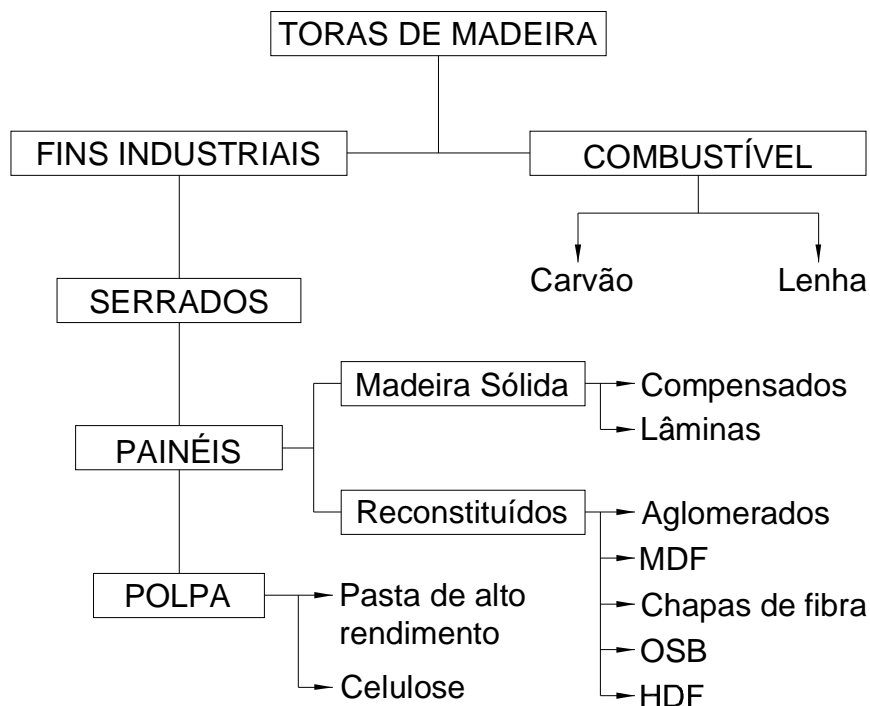 TORAS DE MADEIRA
FINS INDUSTRIAIS
COMBUSTÍVEL
Carvão
Lenha
SERRADOS
Madeira Sólida
Compensados
Lâminas
PAINÉIS
Reconstituídos
Aglomerados
MDF
Chapas de fibra
OSB
HDF
POLPA
Pasta de alto
rendimento
Celulose